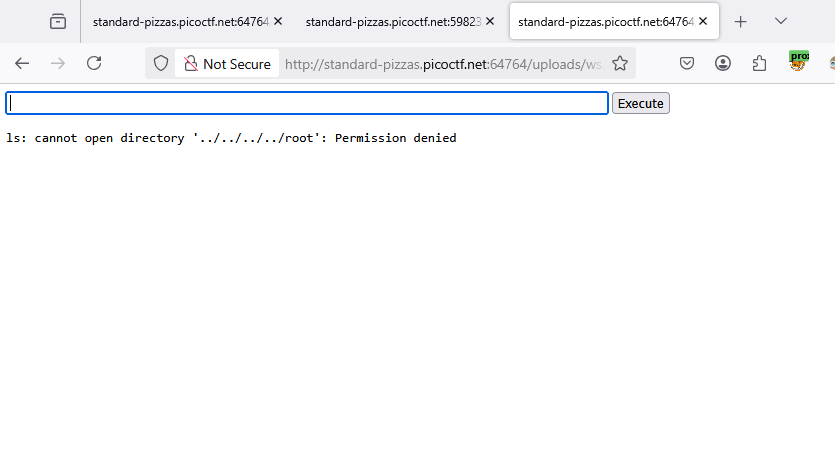 standard-pizzas.picoctf.net:64764
standard-pizzas.picoctf.net:59823
standard-pizzas.picoctf.net:64764
Not Secure
http://standard-pizzas.picoctf.net:64764/uploads/ws
pro
Execute
ls: cannot open directory '../../../../root': Permission denied